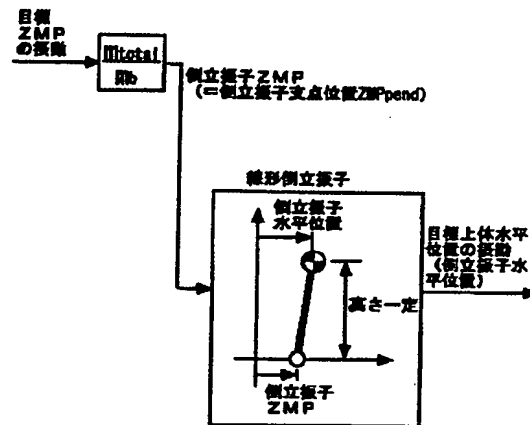 目標
ZMP
の摂動
mtotal
mb
倒立振子ZMP
(=倒立振子支点位置ZMPpend)
線形倒立振子
倒立振子
水平位置
高さ一定
倒立振子
ZMP
目標上体水平
位置の摂動
(倒立振子水
平位置)